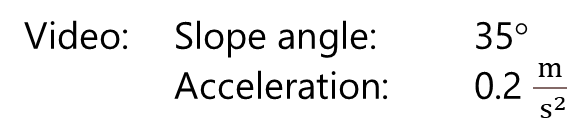 Video: Slope angle: 35°
Acceleration: 0.2 m/s²